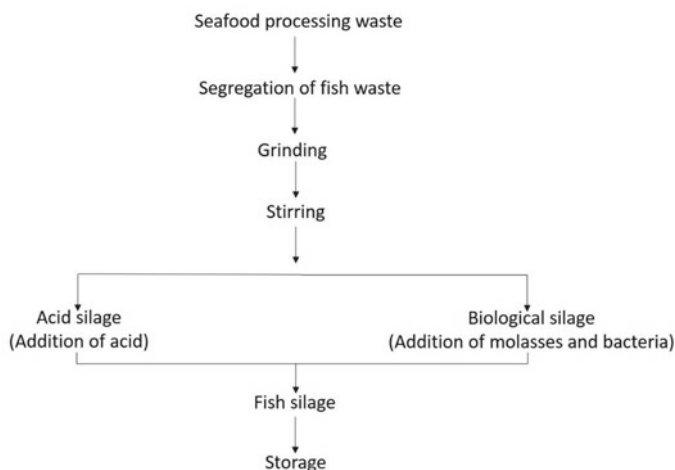 Seafood processing waste
Segregation of fish waste
Grinding
Stirring
Acid silage
(Addition of acid)
Biological silage
(Addition of molasses and bacteria)
Fish silage
Storage